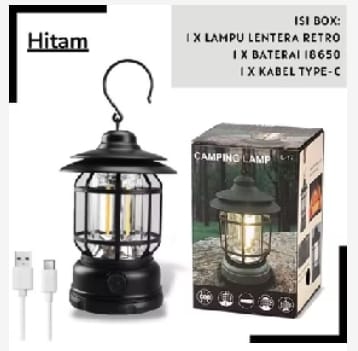 Hitam
ISI BOX:
1 X LAMPU LENTERA RETRO
1 X BATERAI 18650
1 X KABEL TYPE-C
CAMPING LAMP